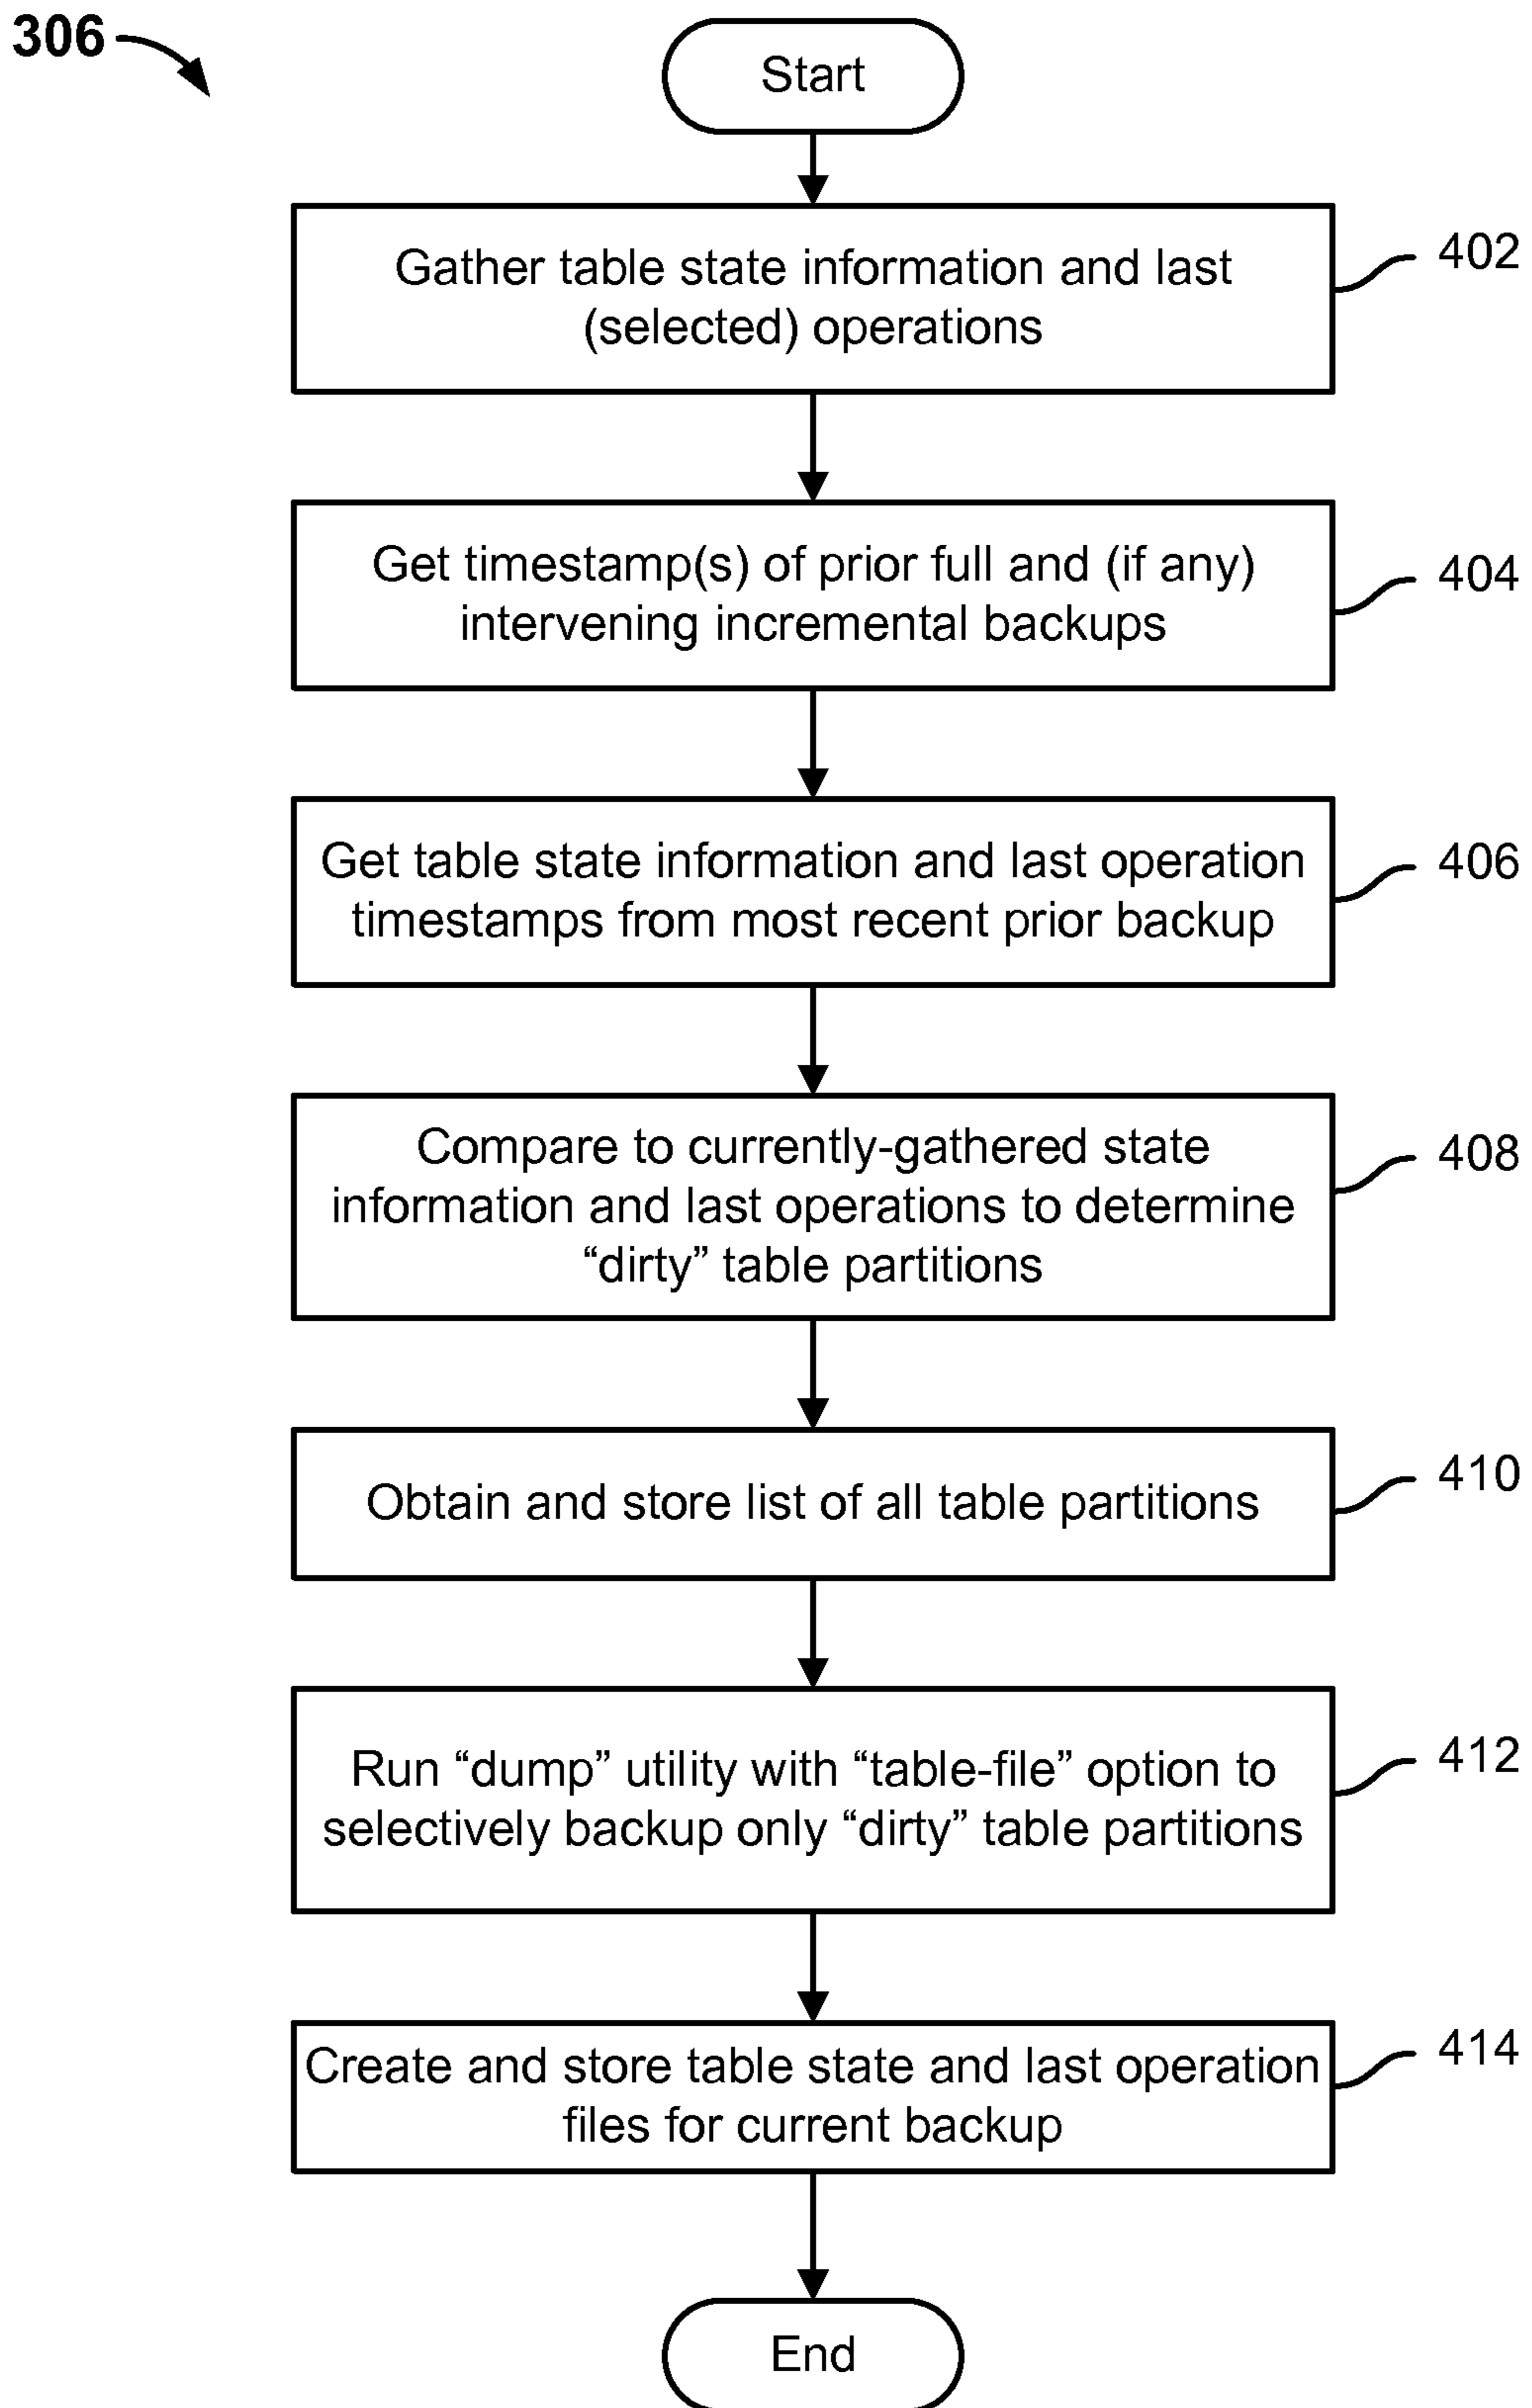 306
Start
Gather table state information and last
(selected) operations
402
Get timestamp(s) of prior full and (if any)
intervening incremental backups
404
Get table state information and last operation
timestamps from most recent prior backup
406
Compare to currently-gathered state
information and last operations to determine
“dirty” table partitions
408
Obtain and store list of all table partitions
410
Run “dump” utility with “table-file” option to
selectively backup only “dirty” table partitions
412
Create and store table state and last operation
files for current backup
414
End